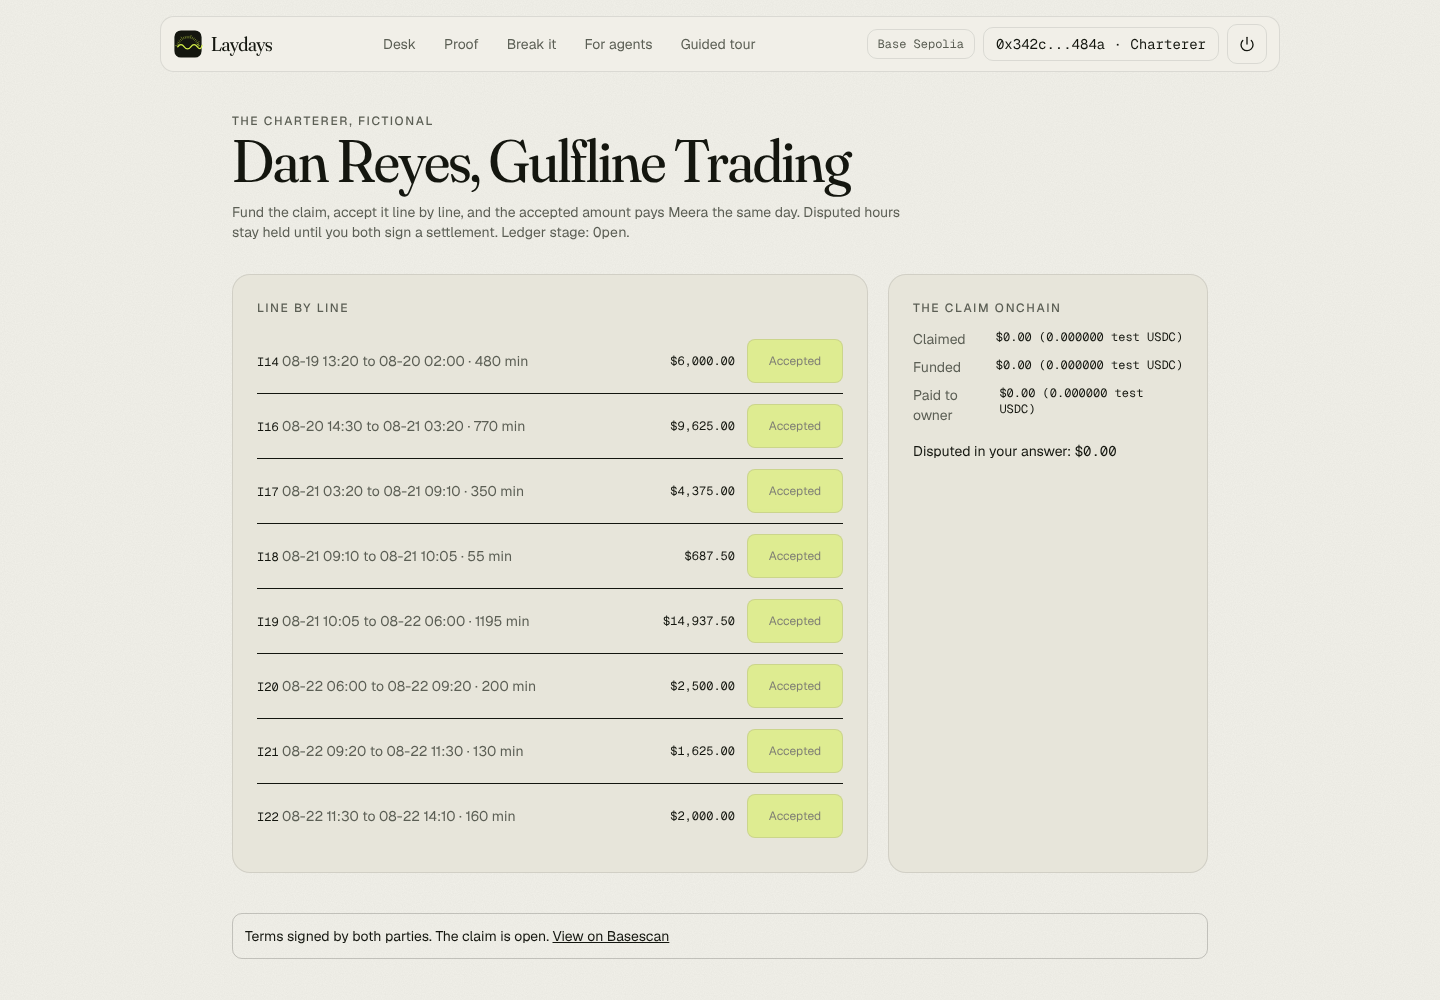 Laydays
Desk
Proof
Break it
For agents
Guided tour
Base Sepolia
0x342c...484a · Charterer
THE CHARTERER, FICTIONAL
Dan Reyes, Gulfline Trading
Fund the claim, accept it line by line, and the accepted amount pays Meera the same day. Disputed hours
stay held until you both sign a settlement. Ledger stage: 0pen.
LINE BY LINE
I14 08-19 13:20 to 08-20 02:00 · 480 min $6,000.00 Accepted
I16 08-20 14:30 to 08-21 03:20 · 770 min $9,625.00 Accepted
I17 08-21 03:20 to 08-21 09:10 · 350 min $4,375.00 Accepted
I18 08-21 09:10 to 08-21 10:05 · 55 min $687.50 Accepted
I19 08-21 10:05 to 08-22 06:00 · 1195 min $14,937.50 Accepted
I20 08-22 06:00 to 08-22 09:20 · 200 min $2,500.00 Accepted
I21 08-22 09:20 to 08-22 11:30 · 130 min $1,625.00 Accepted
I22 08-22 11:30 to 08-22 14:10 · 160 min $2,000.00 Accepted
THE CLAIM ONCHAIN
Claimed $0.00 (0.000000 test USDC)
Funded $0.00 (0.000000 test USDC)
Paid to owner $0.00 (0.000000 test USDC)
Disputed in your answer: $0.00
Terms signed by both parties. The claim is open. View on Basescan